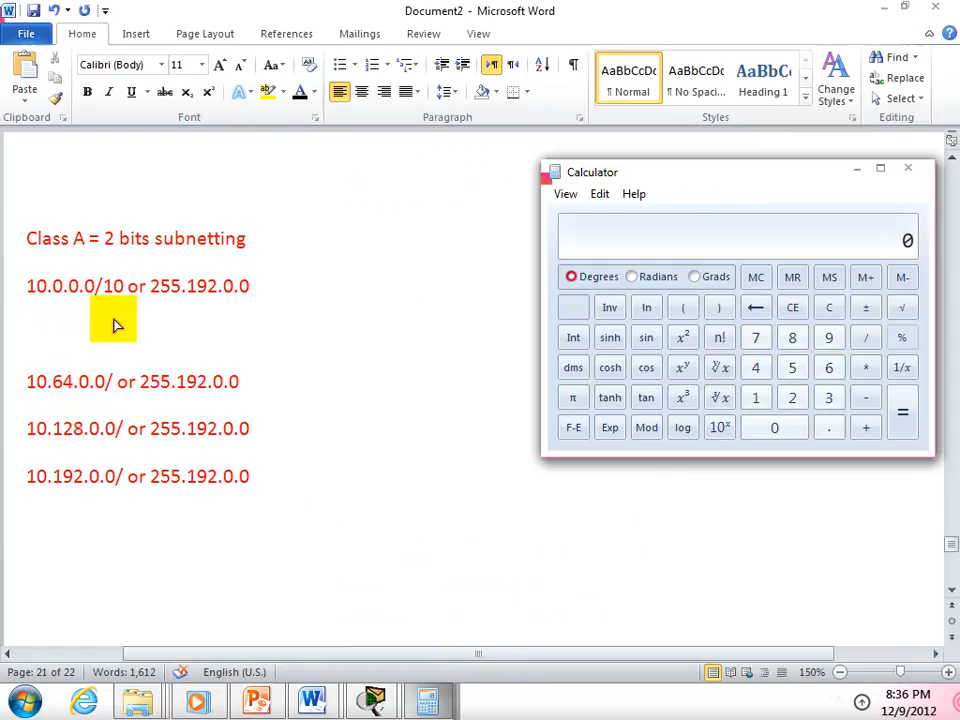 Document2 - Microsoft Word
File Home Insert Page Layout References Mailings Review View
Paste
Calibri (Body) 11
AaBbCcDc AaBbCcDc AaBbC
¶ Normal ¶ No Spaci... Heading 1
Change Styles
Find
Replace
Select
Clipboard Font Paragraph Styles Editing
Class A = 2 bits subnetting
10.0.0.0/10 or 255.192.0.0
10.64.0.0/ or 255.192.0.0
10.128.0.0/ or 255.192.0.0
10.192.0.0/ or 255.192.0.0
Calculator
View Edit Help
0
Degrees Radians Grads MC MR MS M+ M-
Inv ln ( ) ← CE C ± √
Int sinh sin x² n! 7 8 9 / %
dms cosh cos xʸ ʸ√x 4 5 6 * 1/x
π tanh tan x³ ³√x 1 2 3 - =
F-E Exp Mod log 10ˣ 0 . +
Page: 21 of 22 Words: 1,612 English (U.S.) 150%
8:36 PM
12/9/2012